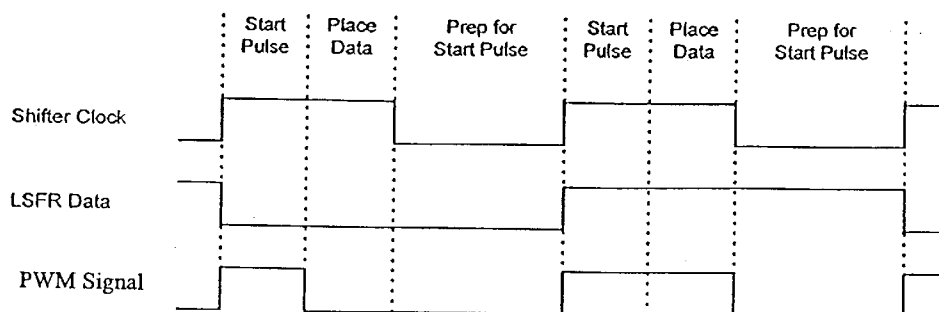 Start Pulse
Place Data
Prep for Start Pulse
Start Pulse
Place Data
Prep for Start Pulse
Shifter Clock
LSFR Data
PWM Signal